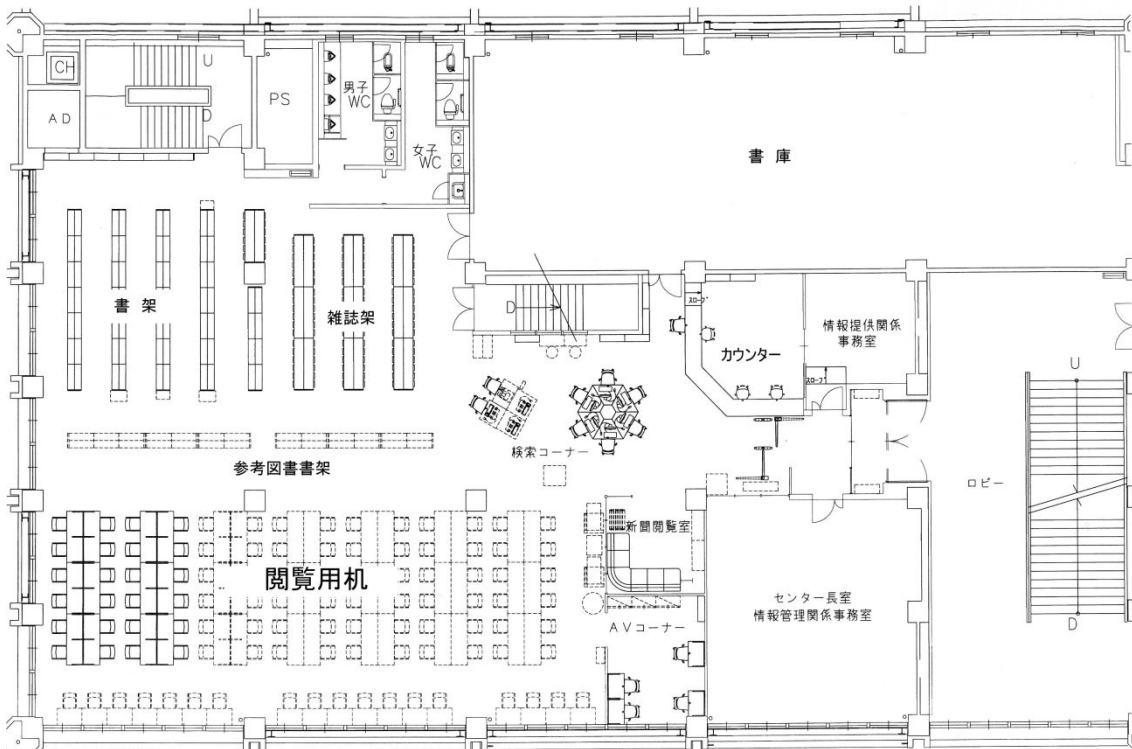 CH
U
AD
D
PS
男子
WC
女子
WC
書 庫
書 架
雑誌架
D
スロープ
カウンター
情報提供関係
事務室
スロープ
U
検索コーナー
参考図書書架
ロビー
新聞閲覧室
閲覧用机
センター長室
情報管理関係事務室
AVコーナー
D